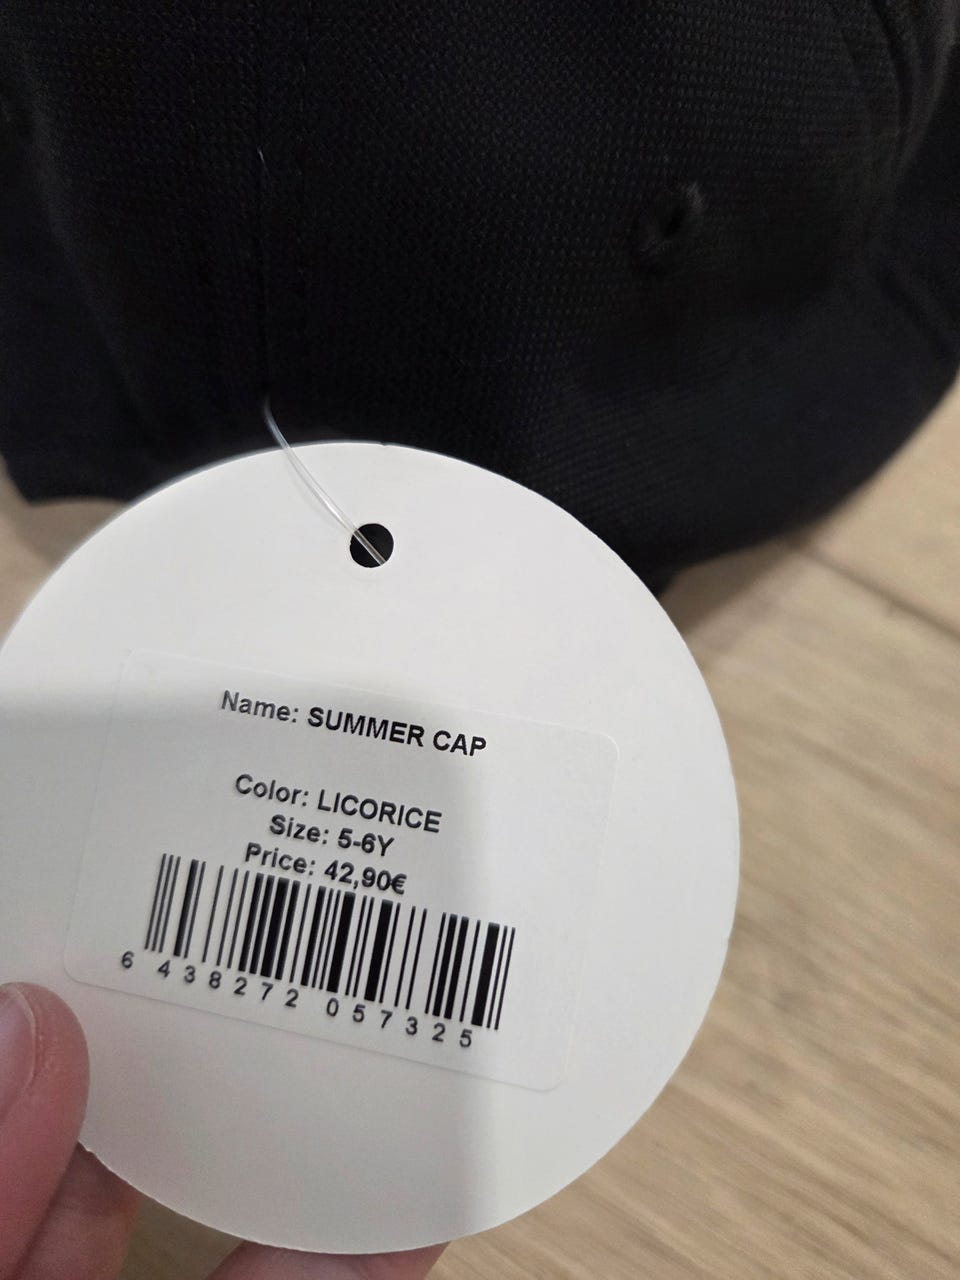 Name: SUMMER CAP
Color: LICORICE
Size: 5-6Y
Price: 42,90€
6 438272 057325